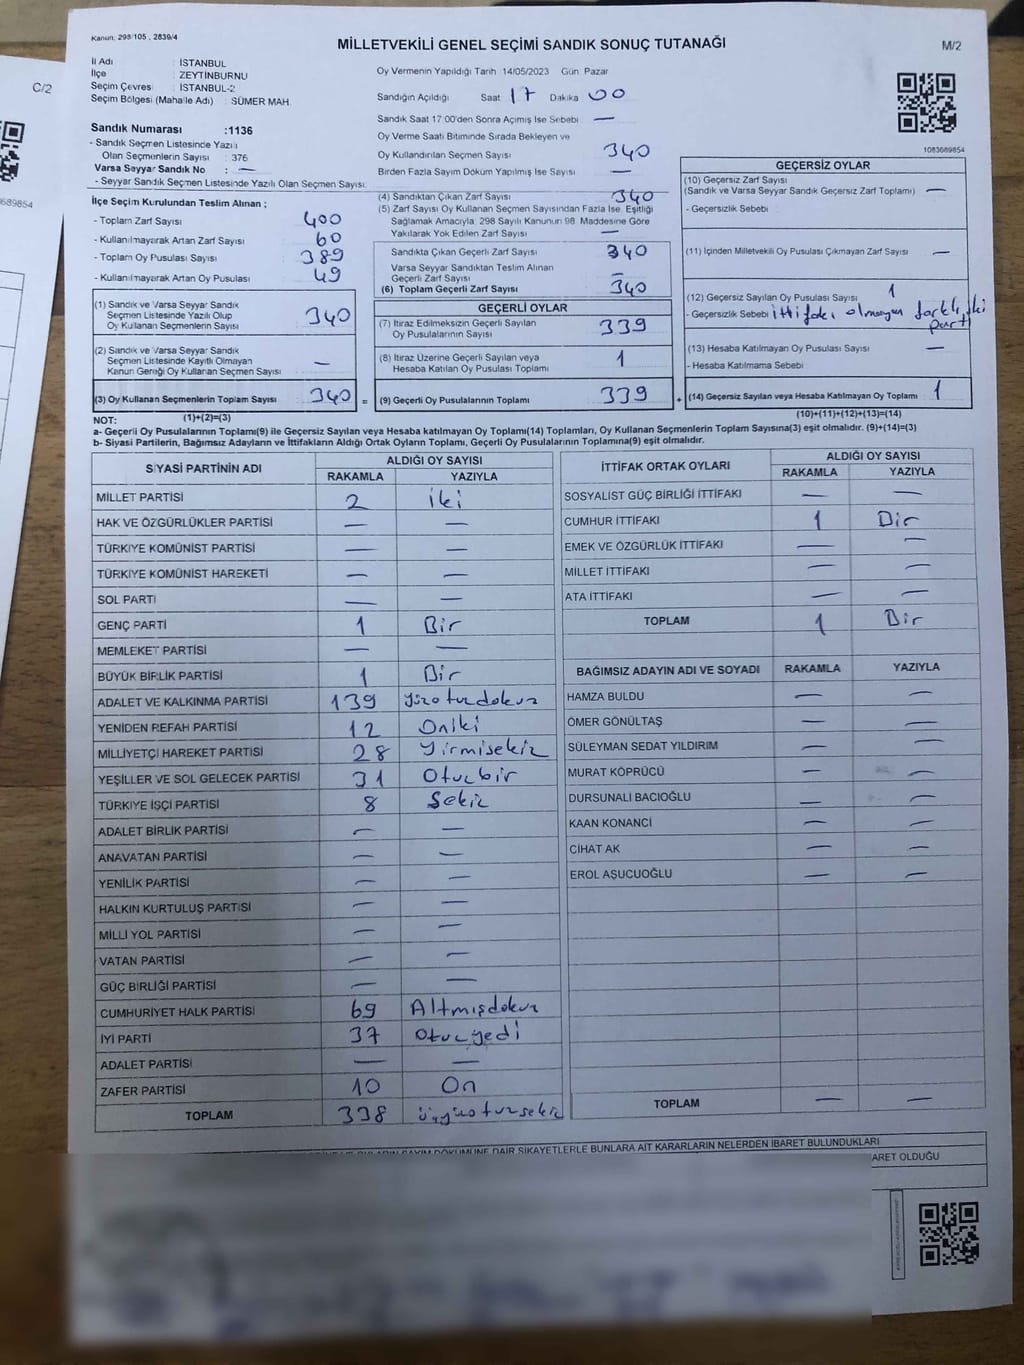 Kanun: 298/105 , 2839/4
MİLLETVEKİLİ GENEL SEÇİMİ SANDIK SONUÇ TUTANAĞI
M/2
C/2
İl Adı : İSTANBUL
İlçe : ZEYTİNBURNU
Seçim Çevresi : İSTANBUL-2
Seçim Bölgesi (Mahalle Adı) : SÜMER MAH.
Sandık Numarası :1136
- Sandık Seçmen Listesinde Yazılı
Olan Seçmenlerin Sayısı : 376
Varsa Seyyar Sandık No : —
- Seyyar Sandık Seçmen Listesinde Yazılı Olan Seçmen Sayısı:
İlçe Seçim Kurulundan Teslim Alınan ;
- Toplam Zarf Sayısı 400
- Kullanılmayarak Artan Zarf Sayısı 60
- Toplam Oy Pusulası Sayısı 389
- Kullanılmayarak Artan Oy Pusulası 49
(1) Sandık ve Varsa Seyyar Sandık
Seçmen Listesinde Yazılı Olup
Oy Kullanan Seçmenlerin Sayısı 340
(2) Sandık ve Varsa Seyyar Sandık
Seçmen Listesinde Kayıtlı Olmayan
Kanun Gereği Oy Kullanan Seçmen Sayısı —
(3) Oy Kullanan Seçmenlerin Toplam Sayısı 340 =
(1)+(2)=(3)
Oy Vermenin Yapıldığı Tarih 14/05/2023 Gün Pazar
Sandığın Açıldığı Saat 17 Dakika 00
Sandık Saat 17:00'den Sonra Açımış İse Sebebi —
Oy Verme Saati Bitiminde Sırada Bekleyen ve
Oy Kullandırılan Seçmen Sayısı 340
Birden Fazla Sayım Döküm Yapılmış İse Sayısı —
(4) Sandıktan Çıkan Zarf Sayısı 340
(5) Zarf Sayısı Oy Kullanan Seçmen Sayısından Fazla İse, Eşitliği
Sağlamak Amacıyla 298 Sayılı Kanunun 98. Maddesine Göre
Yakılarak Yok Edilen Zarf Sayısı —
Sandıkta Çıkan Geçerli Zarf Sayısı 340
Varsa Seyyar Sandıktan Teslim Alınan
Geçerli Zarf Sayısı —
(6) Toplam Geçerli Zarf Sayısı 340
GEÇERLİ OYLAR
(7) İtiraz Edilmeksizin Geçerli Sayılan
Oy Pusulalarının Sayısı 339
(8) İtiraz Üzerine Geçerli Sayılan veya
Hesaba Katılan Oy Pusulası Toplamı 1
(9) Geçerli Oy Pusulalarının Toplamı 339 +
1083689854
689854
GEÇERSİZ OYLAR
(10) Geçersiz Zarf Sayısı
(Sandık ve Varsa Seyyar Sandık Geçersiz Zarf Toplamı) —
- Geçersizlik Sebebi
(11) İçinden Milletvekili Oy Pusulası Çıkmayan Zarf Sayısı —
(12) Geçersiz Sayılan Oy Pusulası Sayısı 1
- Geçersizlik Sebebi ittifakı olmayan farklı iki
parti
(13) Hesaba Katılmayan Oy Pusulası Sayısı —
- Hesaba Katılmama Sebebi
(14) Geçersiz Sayılan veya Hesaba Katılmayan Oy Toplamı 1
(10)+(11)+(12)+(13)=(14)
NOT:
a- Geçerli Oy Pusulalarının Toplamı(9) ile Geçersiz Sayılan veya Hesaba katılmayan Oy Toplamı(14) Toplamları, Oy Kullanan Seçmenlerin Toplam Sayısına(3) eşit olmalıdır. (9)+(14)=(3)
b- Siyasi Partilerin, Bağımsız Adayların ve İttifakların Aldığı Ortak Oyların Toplamı, Geçerli Oy Pusulalarının Toplamına(9) eşit olmalıdır.
SİYASİ PARTİNİN ADI ALDIĞI OY SAYISI
RAKAMLA YAZIYLA
MİLLET PARTİSİ 2 iki
HAK VE ÖZGÜRLÜKLER PARTİSİ — —
TÜRKİYE KOMÜNİST PARTİSİ — —
TÜRKİYE KOMÜNİST HAREKETİ — —
SOL PARTİ — —
GENÇ PARTİ 1 Bir
MEMLEKET PARTİSİ — —
BÜYÜK BİRLİK PARTİSİ 1 Bir
ADALET VE KALKINMA PARTİSİ 139 yüzotuzdokuz
YENİDEN REFAH PARTİSİ 12 Oniki
MİLLİYETÇİ HAREKET PARTİSİ 28 Yirmisekiz
YEŞİLLER VE SOL GELECEK PARTİSİ 31 Otuzbir
TÜRKİYE İŞÇİ PARTİSİ 8 Sekiz
ADALET BİRLİK PARTİSİ — —
ANAVATAN PARTİSİ — —
YENİLİK PARTİSİ — —
HALKIN KURTULUŞ PARTİSİ — —
MİLLİ YOL PARTİSİ — —
VATAN PARTİSİ — —
GÜÇ BİRLİĞİ PARTİSİ — —
CUMHURİYET HALK PARTİSİ 69 Altmışdokuz
İYİ PARTİ 37 Otuzyedi
ADALET PARTİSİ — —
ZAFER PARTİSİ 10 On
TOPLAM 338 üçyüzotuzsekiz
İTTİFAK ORTAK OYLARI ALDIĞI OY SAYISI
RAKAMLA YAZIYLA
SOSYALİST GÜÇ BİRLİĞİ İTTİFAKI — —
CUMHUR İTTİFAKI 1 Bir
EMEK VE ÖZGÜRLÜK İTTİFAKI — —
MİLLET İTTİFAKI — —
ATA İTTİFAKI — —
TOPLAM 1 Bir
BAĞIMSIZ ADAYIN ADI VE SOYADI RAKAMLA YAZIYLA
HAMZA BULDU — —
ÖMER GÖNÜLTAŞ — —
SÜLEYMAN SEDAT YILDIRIM — —
MURAT KÖPRÜCÜ — —
DURSUNALİ BACIOĞLU — —
KAAN KONANCİ — —
CİHAT AK — —
EROL AŞUCUOĞLU — —
TOPLAM — —
DÖKÜMÜNE DAİR ŞİKAYETLERLE BUNLARA AİT KARARLARIN NELERDEN İBARET BULUNDUKLARI
ARET OLDUĞU